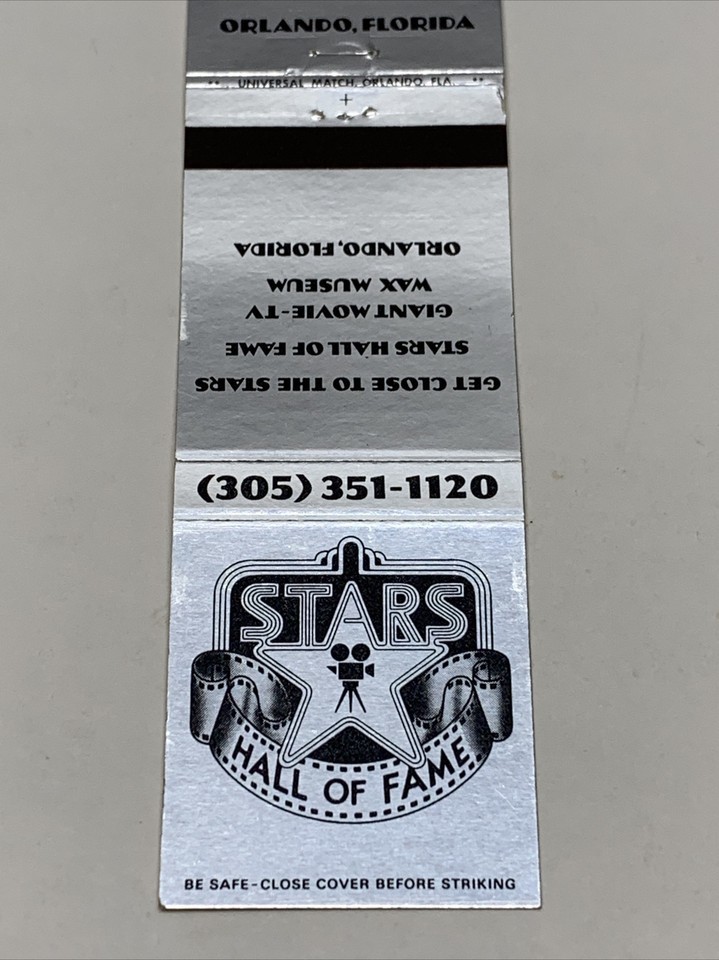 ORLANDO, FLORIDA
** UNIVERSAL MATCH, ORLANDO, FLA. **
GET CLOSE TO THE STARS
STARS HALL OF FAME
GIANT MOVIE-TV
WAX MUSEUM
ORLANDO, FLORIDA
(305) 351-1120
STARS
HALL OF FAME
BE SAFE-CLOSE COVER BEFORE STRIKING